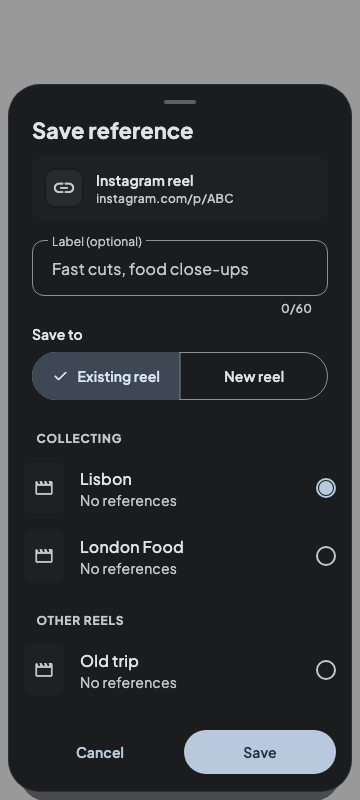 Save reference
Instagram reel
instagram.com/p/ABC
Label (optional)
Fast cuts, food close-ups
0/60
Save to
Existing reel
New reel
COLLECTING
Lisbon
No references
London Food
No references
OTHER REELS
Old trip
No references
Cancel
Save